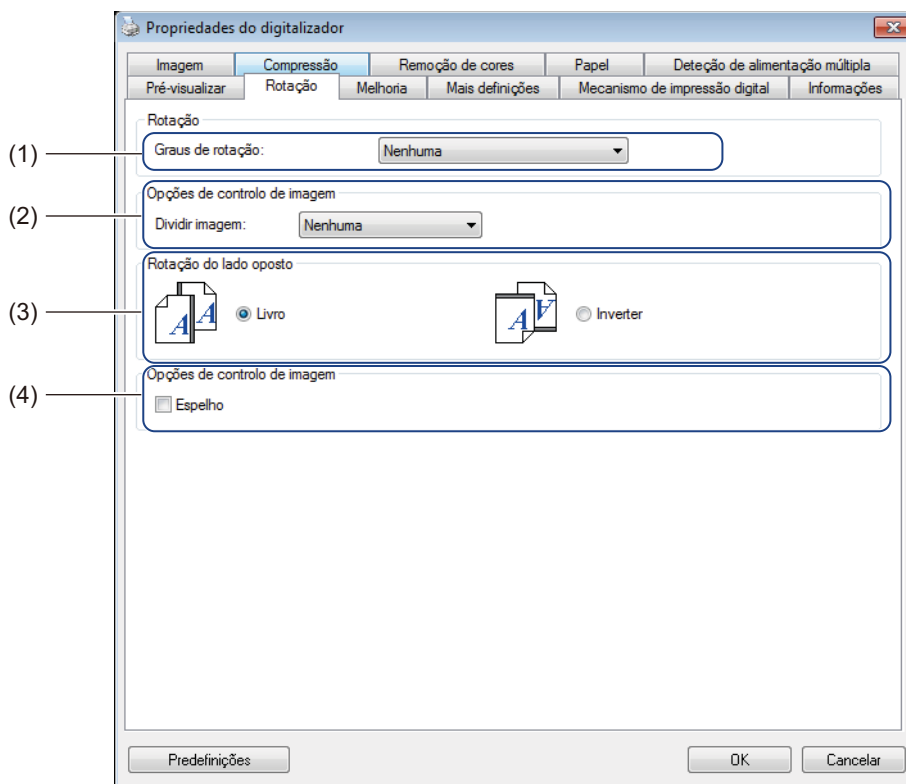 Propriedades do digitalizador
Imagem Compressão Remoção de cores Papel Deteção de alimentação múltipla
Pré-visualizar Rotação Melhoria Mais definições Mecanismo de impressão digital Informações
Rotação
(1) Graus de rotação: Nenhuma
Opções de controlo de imagem
(2) Dividir imagem: Nenhuma
Rotação do lado oposto
(3) A A Livro A A Inverter
Opções de controlo de imagem
(4) Espelho
Predefinições OK Cancelar